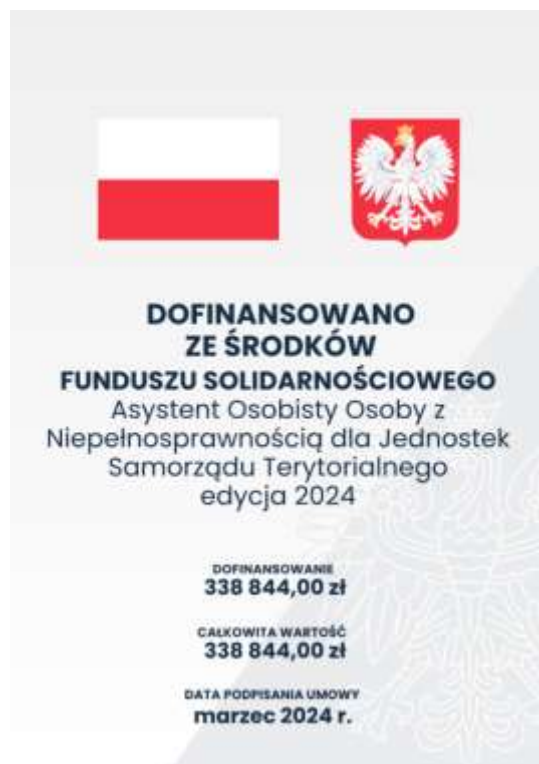 DOFINANSOWANO
ZE ŚRODKÓW
FUNDUSZU SOLIDARNOŚCIOWEGO
Asystent Osobisty Osoby z
Niepełnosprawnością dla Jednostek
Samorządu Terytorialnego
edycja 2024
DOFINANSOWANIE
338 844,00 zł
CAŁKOWITA WARTOŚĆ
338 844,00 zł
DATA PODPISANIA UMOWY
marzec 2024 r.